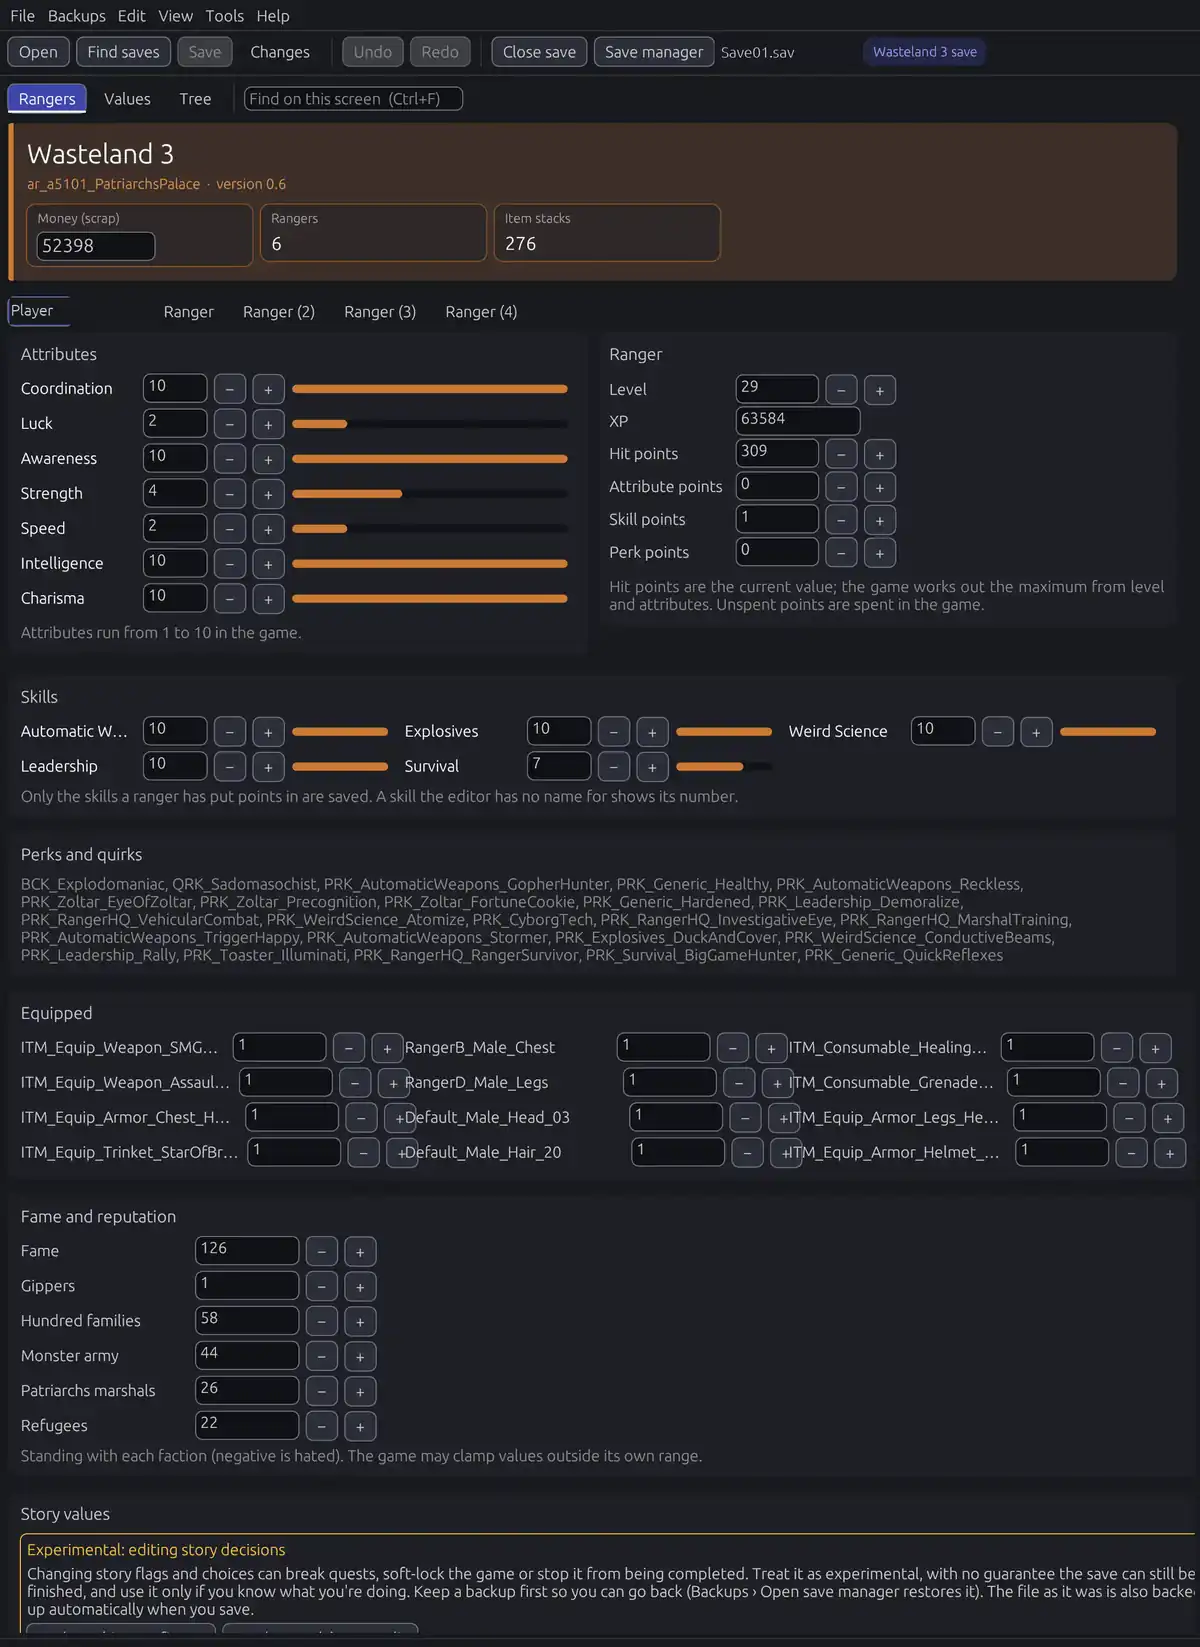 File Backups Edit View Tools Help
Open Find saves Save Changes Undo Redo Close save Save manager Save01.sav Wasteland 3 save
Rangers Values Tree Find on this screen (Ctrl+F)
Wasteland 3
ar_a5101_PatriarchsPalace · version 0.6
Money (scrap) Rangers Item stacks
52398 6 276
Player Ranger Ranger (2) Ranger (3) Ranger (4)
Attributes
Coordination 10 − +
Luck 2 − +
Awareness 10 − +
Strength 4 − +
Speed 2 − +
Intelligence 10 − +
Charisma 10 − +
Attributes run from 1 to 10 in the game.
Ranger
Level 29 − +
XP 63584
Hit points 309 − +
Attribute points 0 − +
Skill points 1 − +
Perk points 0 − +
Hit points are the current value; the game works out the maximum from level
and attributes. Unspent points are spent in the game.
Skills
Automatic W... 10 − + Explosives 10 − + Weird Science 10 − +
Leadership 10 − + Survival 7 − +
Only the skills a ranger has put points in are saved. A skill the editor has no name for shows its number.
Perks and quirks
BCK_Explodomaniac, QRK_Sadomasochist, PRK_AutomaticWeapons_GopherHunter, PRK_Generic_Healthy, PRK_AutomaticWeapons_Reckless,
PRK_Zoltar_EyeOfZoltar, PRK_Zoltar_Precognition, PRK_Zoltar_FortuneCookie, PRK_Generic_Hardened, PRK_Leadership_Demoralize,
PRK_RangerHQ_VehicularCombat, PRK_WeirdScience_Atomize, PRK_CyborgTech, PRK_RangerHQ_InvestigativeEye, PRK_RangerHQ_MarshalTraining,
PRK_AutomaticWeapons_TriggerHappy, PRK_AutomaticWeapons_Stormer, PRK_Explosives_DuckAndCover, PRK_WeirdScience_ConductiveBeams,
PRK_Leadership_Rally, PRK_Toaster_Illuminati, PRK_RangerHQ_RangerSurvivor, PRK_Survival_BigGameHunter, PRK_Generic_QuickReflexes
Equipped
ITM_Equip_Weapon_SMG... 1 − + RangerB_Male_Chest 1 − + ITM_Consumable_Healing... 1 − +
ITM_Equip_Weapon_Assaul... 1 − + RangerD_Male_Legs 1 − + ITM_Consumable_Grenade... 1 − +
ITM_Equip_Armor_Chest_H... 1 − + Default_Male_Head_03 1 − + ITM_Equip_Armor_Legs_He... 1 − +
ITM_Equip_Trinket_StarOfBr... 1 − + Default_Male_Hair_20 1 − + ITM_Equip_Armor_Helmet_... 1 − +
Fame and reputation
Fame 126 − +
Gippers 1 − +
Hundred families 58 − +
Monster army 44 − +
Patriarchs marshals 26 − +
Refugees 22 − +
Standing with each faction (negative is hated). The game may clamp values outside its own range.
Story values
Experimental: editing story decisions
Changing story flags and choices can break quests, soft-lock the game or stop it from being completed. Treat it as experimental, with no guarantee the save can still be
finished, and use it only if you know what you're doing. Keep a backup first so you can go back (Backups › Open save manager restores it). The file as it was is also backe
up automatically when you save.